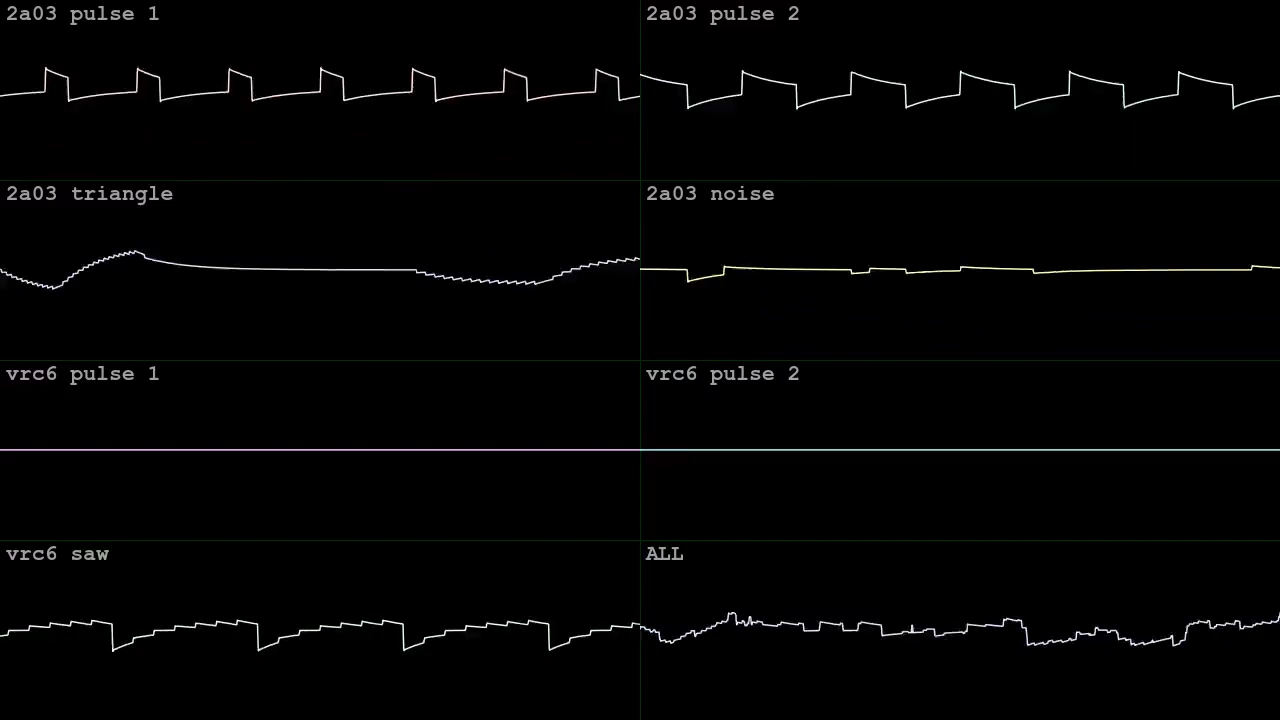 2a03 pulse 1
2a03 pulse 2
2a03 triangle
2a03 noise
vrc6 pulse 1
vrc6 pulse 2
vrc6 saw
ALL